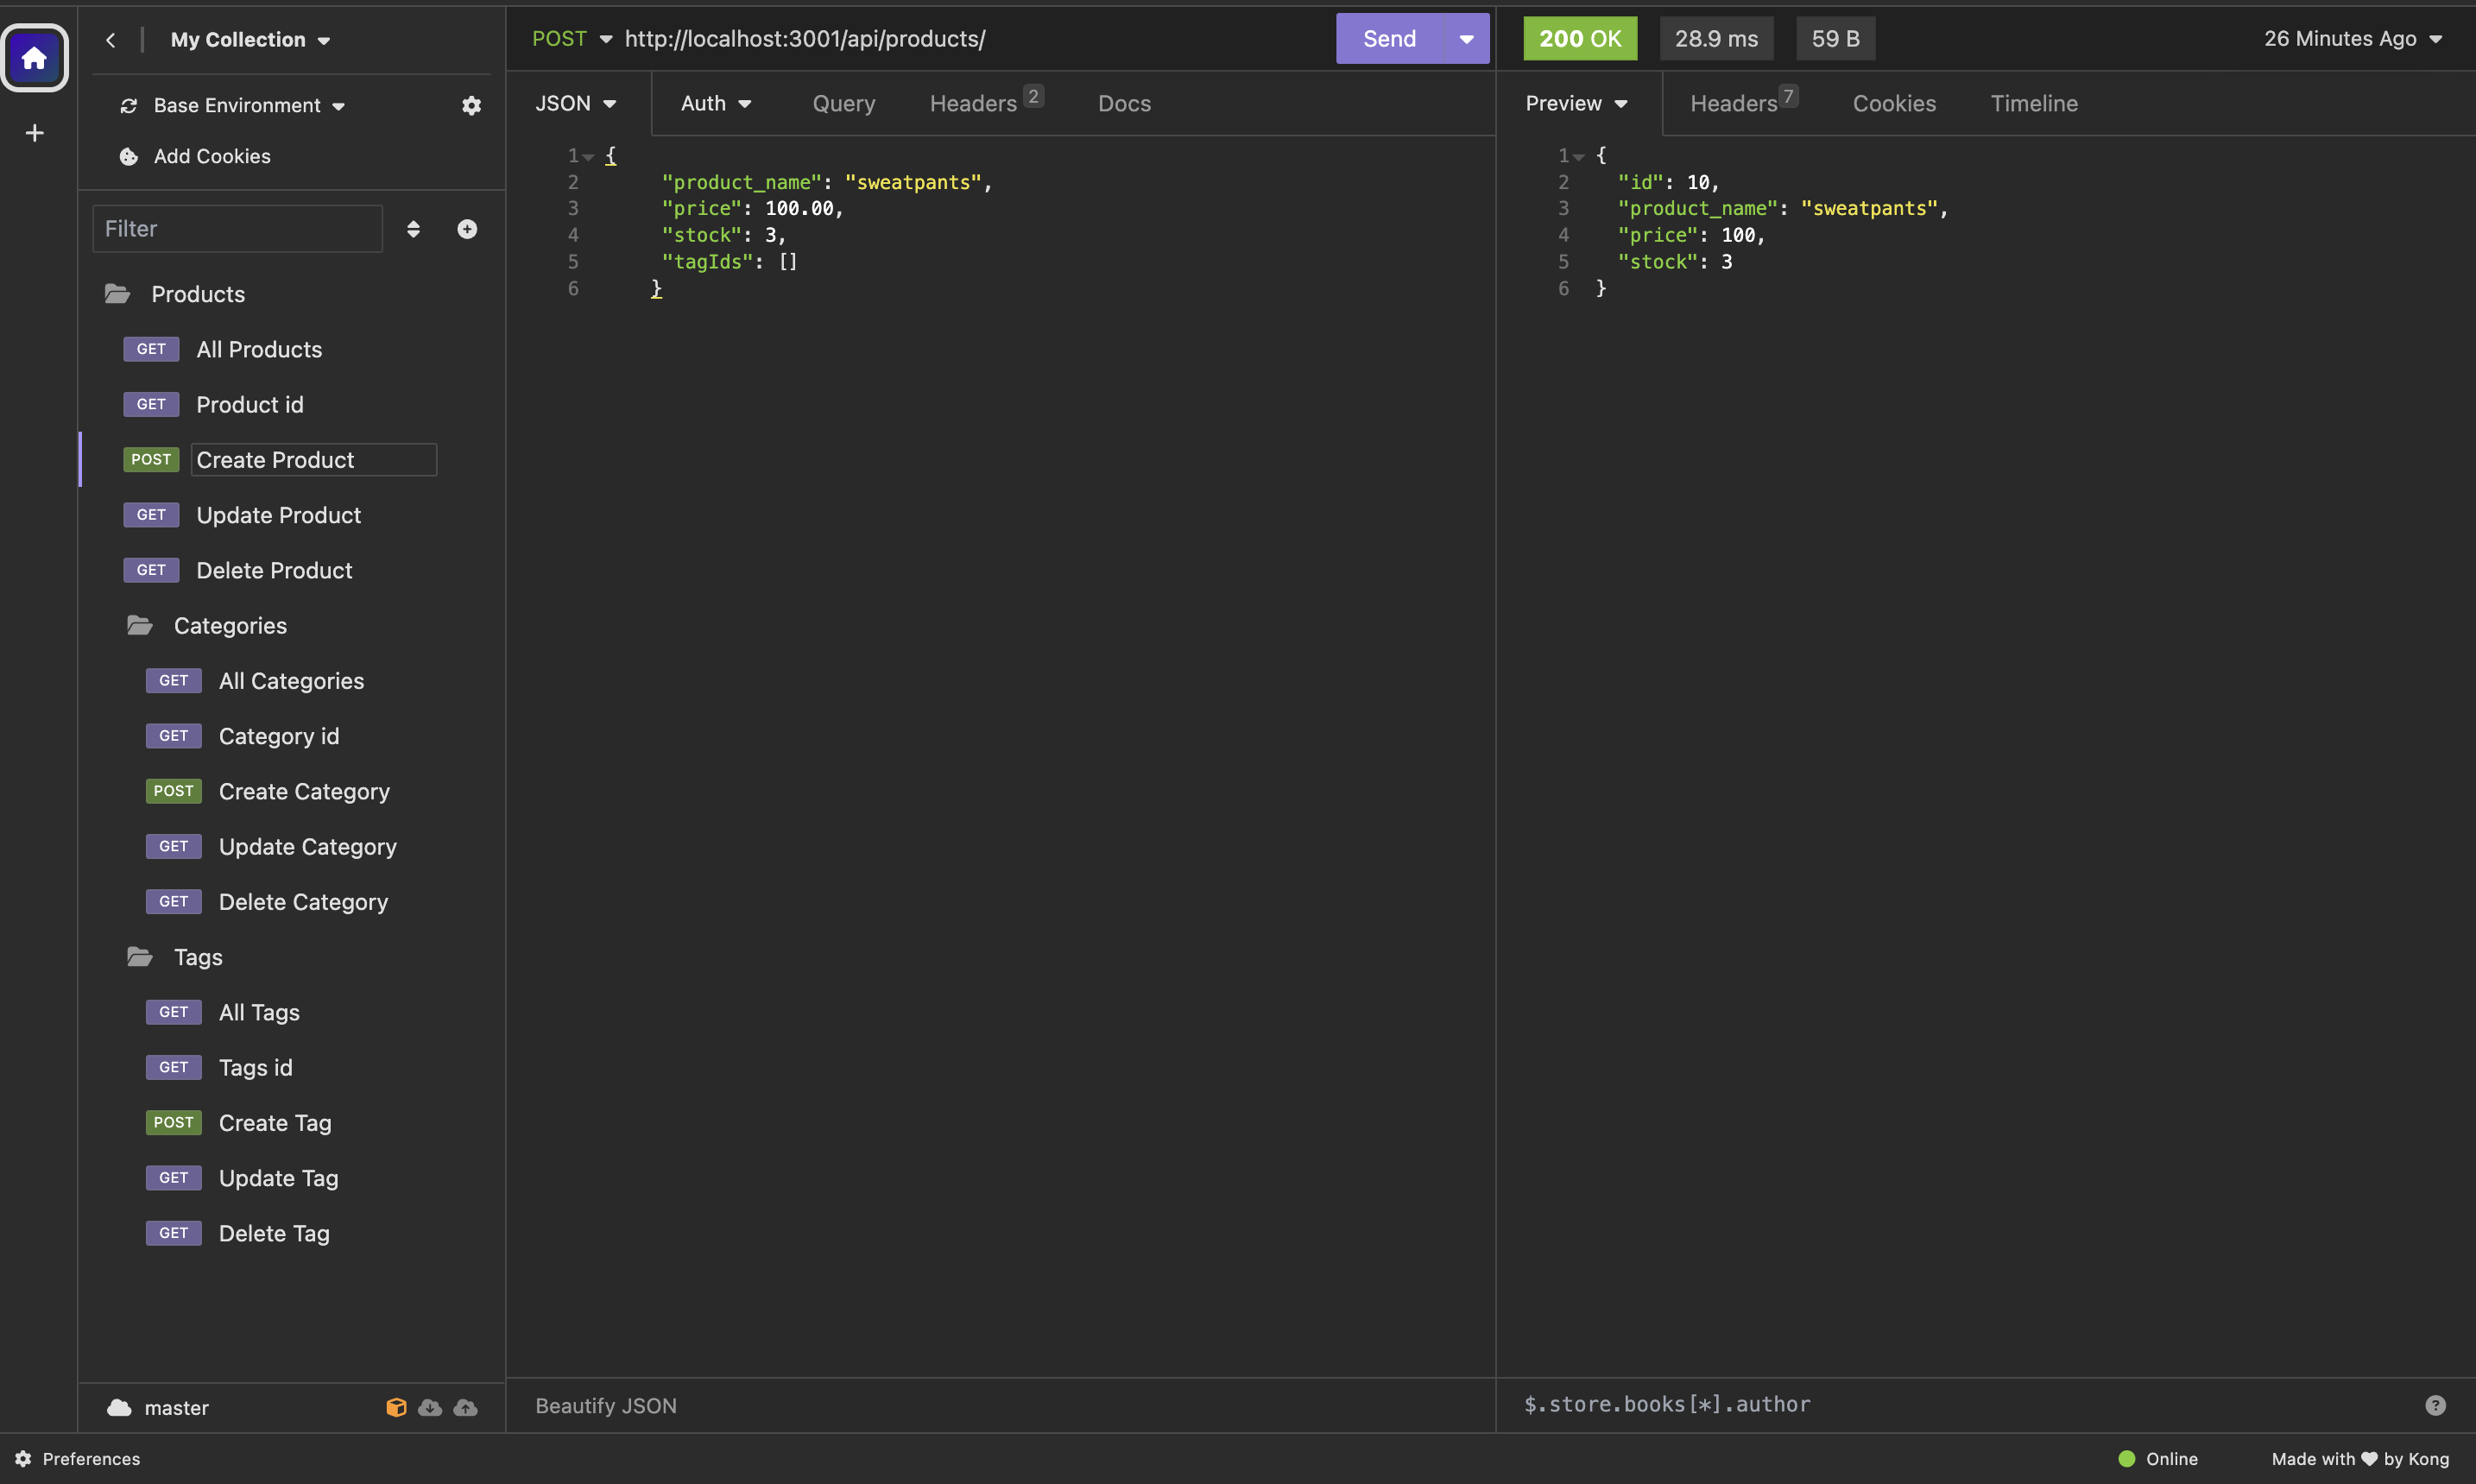 My Collection
Base Environment
Add Cookies
Filter
Products
GET All Products
GET Product id
POST Create Product
GET Update Product
GET Delete Product
Categories
GET All Categories
GET Category id
POST Create Category
GET Update Category
GET Delete Category
Tags
GET All Tags
GET Tags id
POST Create Tag
GET Update Tag
GET Delete Tag
master
POST http://localhost:3001/api/products/
Send
JSON Auth Query Headers 2 Docs
1 {
2 "product_name": "sweatpants",
3 "price": 100.00,
4 "stock": 3,
5 "tagIds": []
6 }
Beautify JSON
200 OK 28.9 ms 59 B 26 Minutes Ago
Preview Headers 7 Cookies Timeline
1 {
2 "id": 10,
3 "product_name": "sweatpants",
4 "price": 100,
5 "stock": 3
6 }
$.store.books[*].author
?
Preferences
Online Made with ♥ by Kong